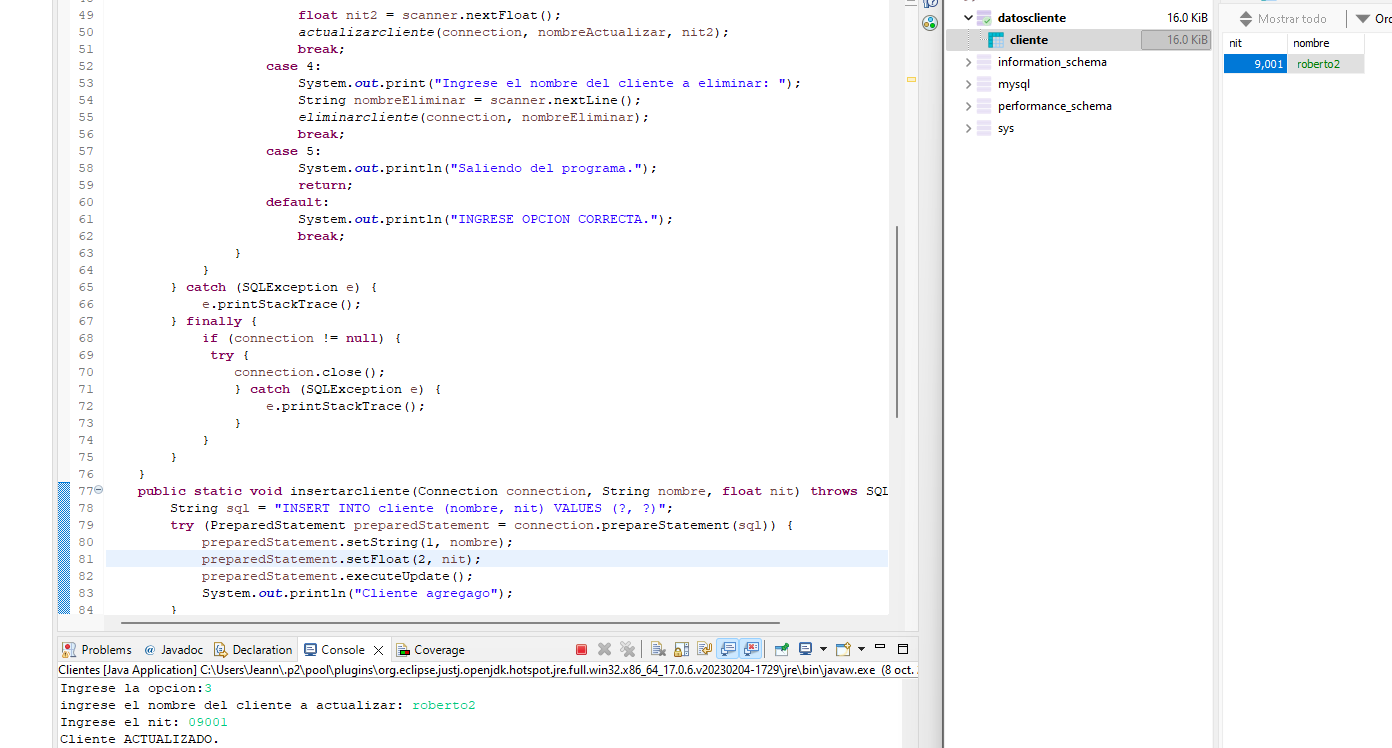 49 float nit2 = scanner.nextFloat();
50 actualizarcliente(connection, nombreActualizar, nit2);
51 break;
52 case 4:
53 System.out.print("Ingrese el nombre del cliente a eliminar: ");
54 String nombreEliminar = scanner.nextLine();
55 eliminarcliente(connection, nombreEliminar);
56 break;
57 case 5:
58 System.out.println("Saliendo del programa.");
59 return;
60 default:
61 System.out.println("INGRESE OPCION CORRECTA.");
62 break;
63 }
64 }
65 } catch (SQLException e) {
66 e.printStackTrace();
67 } finally {
68 if (connection != null) {
69 try {
70 connection.close();
71 } catch (SQLException e) {
72 e.printStackTrace();
73 }
74 }
75 }
76 }
77 public static void insertarcliente(Connection connection, String nombre, float nit) throws SQL
78 String sql = "INSERT INTO cliente (nombre, nit) VALUES (?, ?)";
79 try (PreparedStatement preparedStatement = connection.prepareStatement(sql)) {
80 preparedStatement.setString(1, nombre);
81 preparedStatement.setFloat(2, nit);
82 preparedStatement.executeUpdate();
83 System.out.println("Cliente agregago");
84 }
Problems @ Javadoc Declaration Console Coverage
Clientes [Java Application] C:\Users\Jeann\.p2\pool\plugins\org.eclipse.justj.openjdk.hotspot.jre.full.win32.x86_64_17.0.6.v20230204-1729\jre\bin\javaw.exe (8 oct.
Ingrese la opcion:3
ingrese el nombre del cliente a actualizar: roberto2
Ingrese el nit: 09001
Cliente ACTUALIZADO.
datoscliente 16.0 KiB
cliente 16.0 KiB
information_schema
mysql
performance_schema
sys
Mostrar todo Ord
nit nombre
9,001 roberto2